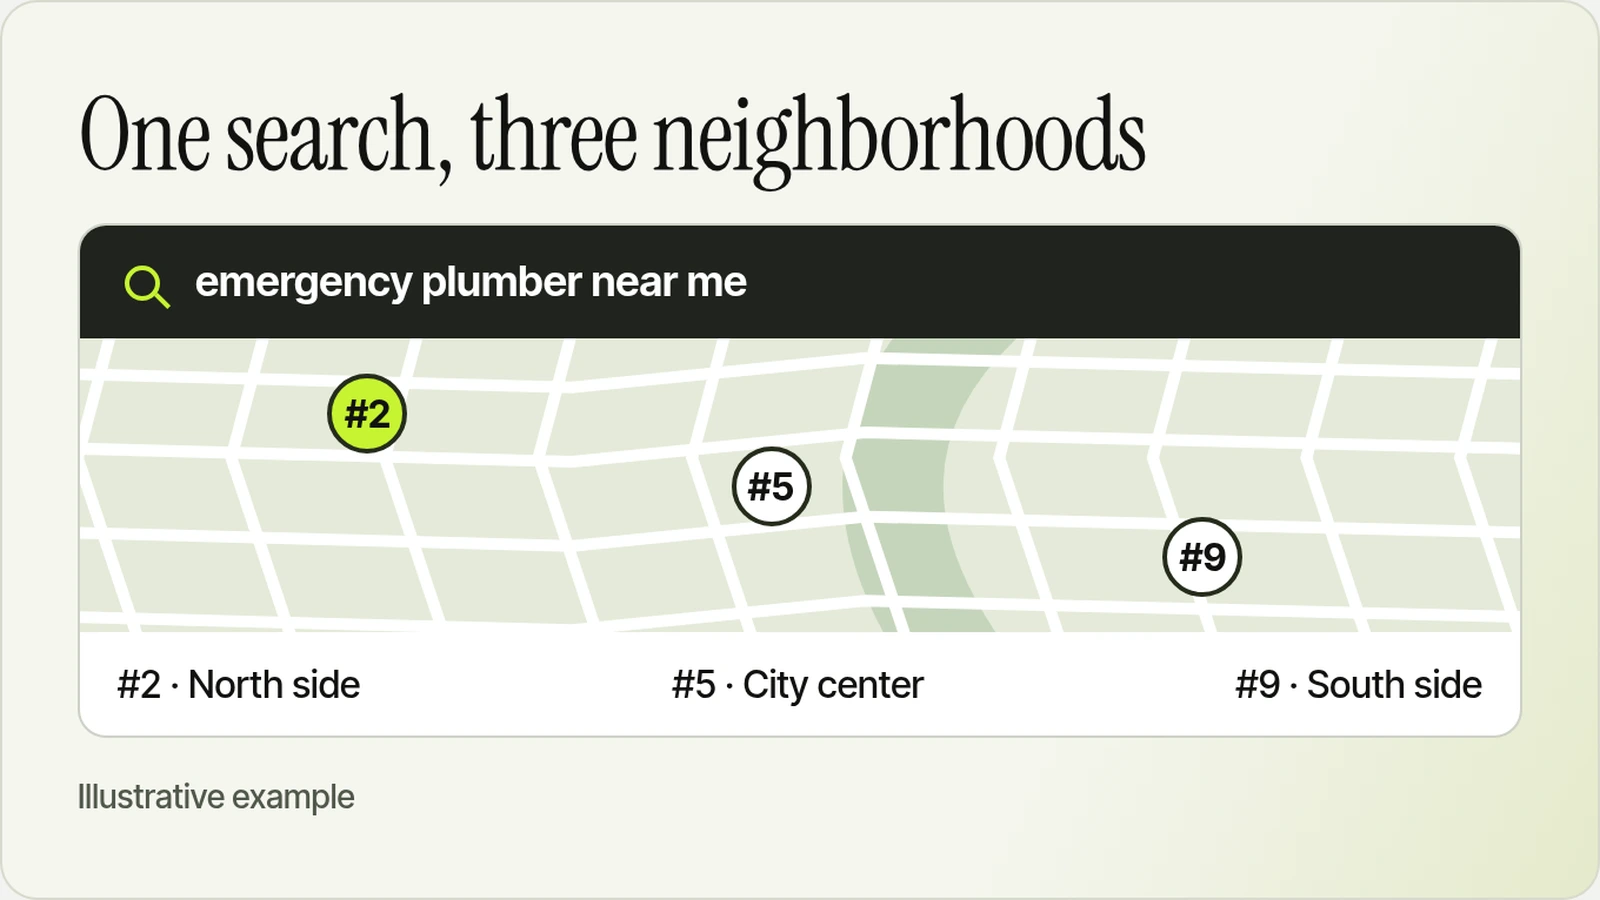 One search, three neighborhoods
emergency plumber near me
#2
#5
#9
#2 · North side
#5 · City center
#9 · South side
Illustrative example